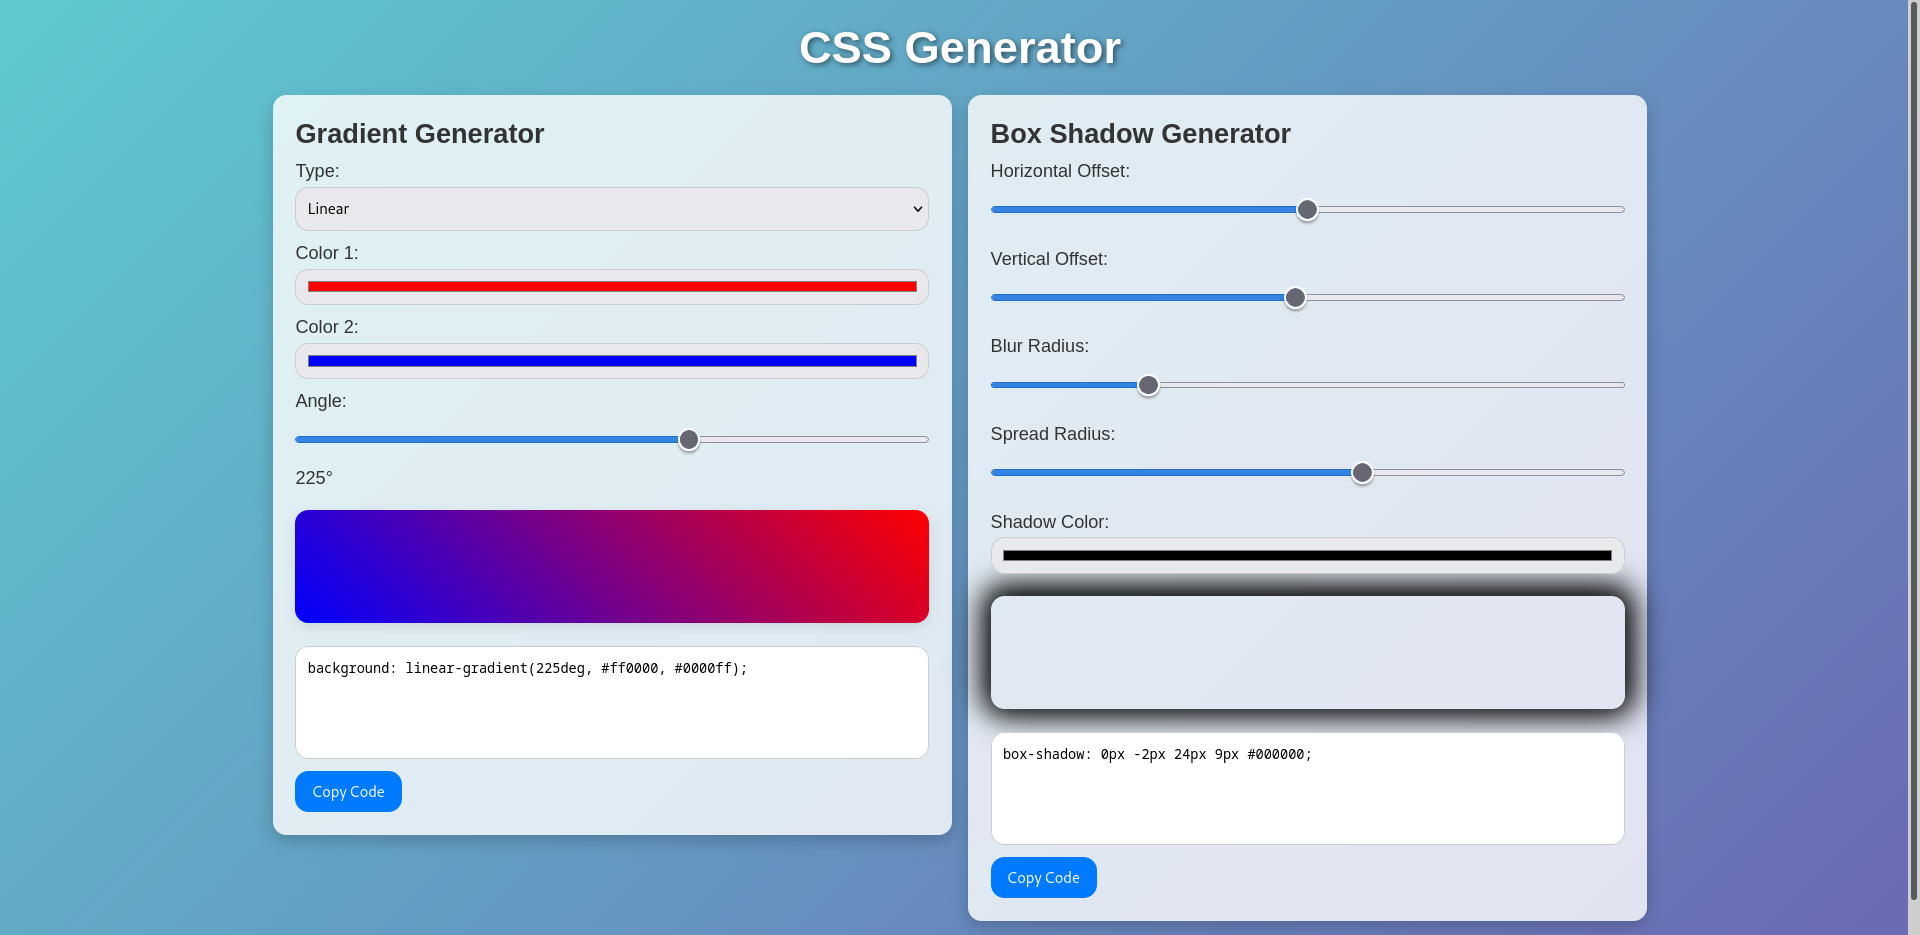 CSS Generator
Gradient Generator
Type:
Linear
Color 1:
Color 2:
Angle:
225°
background: linear-gradient(225deg, #ff0000, #0000ff);
Copy Code
Box Shadow Generator
Horizontal Offset:
Vertical Offset:
Blur Radius:
Spread Radius:
Shadow Color:
box-shadow: 0px -2px 24px 9px #000000;
Copy Code